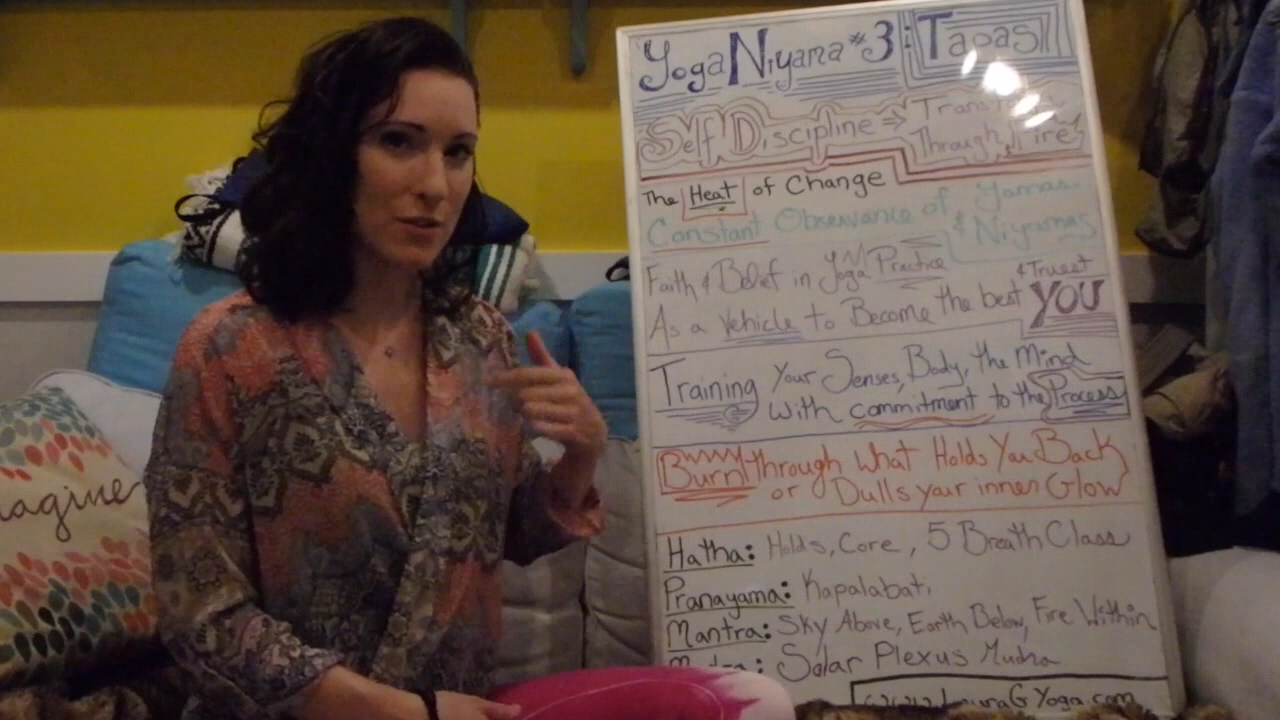 Yoga Niyama #3: Tapas
Self Discipline ⇒
Through Fire
The Heat of Change
Constant Observance of Yamas
& Niyamas
Faith & Belief in Yoga Practice
& Trust
As a Vehicle to Become the best YOU
Training Your Senses, Body, the Mind
with commitment to the Process
Burn through What Holds You Back
or Dulls your inner Glow
Hatha: Holds, Core, 5 Breath Class
Pranayama: Kapalabati
Mantra: Sky Above, Earth Below, Fire Within
Solar Plexus Mudra
LauraGYoga.com
agine